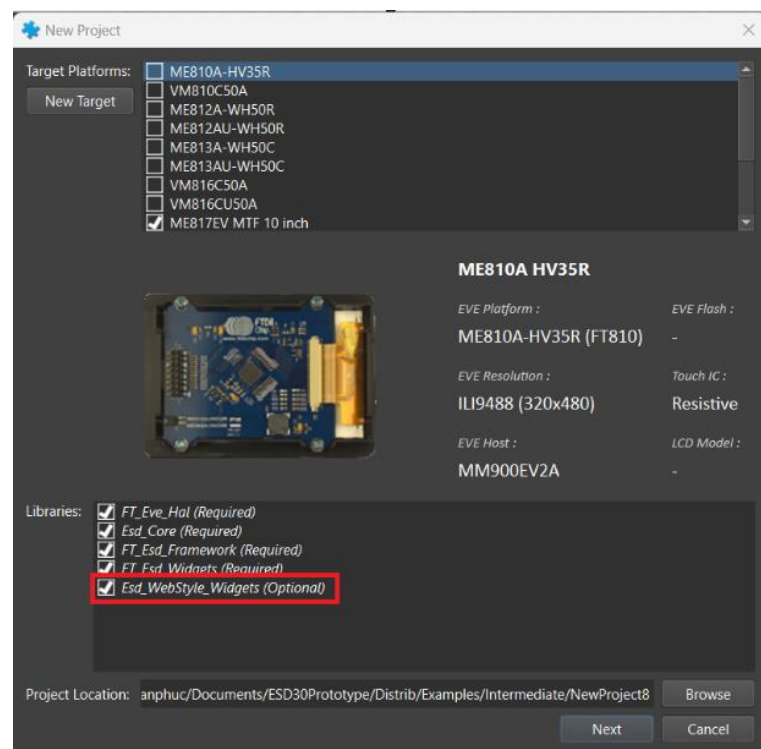 New Project
Target Platforms:
New Target
ME810A-HV35R
VM810C50A
ME812A-WH50R
ME812AU-WH50R
ME813A-WH50C
ME813AU-WH50C
VM816C50A
VM816CU50A
ME817EV MTF 10 inch
ME810A HV35R
EVE Platform :
EVE Flash :
ME810A-HV35R (FT810)
-
EVE Resolution :
Touch IC :
ILI9488 (320x480)
Resistive
EVE Host :
LCD Model :
MM900EV2A
-
FTDI
Chip
Libraries:
FT_Eve_Hal (Required)
Esd_Core (Required)
FT_Esd_Framework (Required)
FT_Esd_Widgets (Required)
Esd_WebStyle_Widgets (Optional)
Project Location:
anphuc/Documents/ESD30Prototype/Distrib/Examples/Intermediate/NewProject8
Browse
Next
Cancel